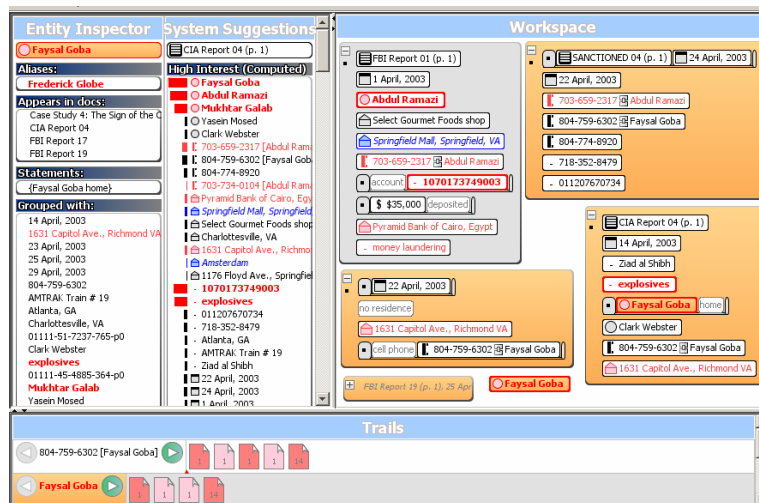 Entity Inspector
Faysal Goba
Aliases:
Frederick Globe
Appears in docs:
Case Study 4: The Sign of the C
CIA Report 04
FBI Report 17
FBI Report 19
Statements:
{Faysal Goba home}
Grouped with:
14 April, 2003
1631 Capitol Ave., Richmond VA
23 April, 2003
25 April, 2003
29 April, 2003
804-759-6302
AMTRAK Train # 19
Atlanta, GA
Charlottesville, VA
01111-51-7237-765-p0
Clark Webster
explosives
01111-45-4885-364-p0
Mukhtar Galab
Yasein Mosed
System Suggestions
CIA Report 04 (p. 1)
High Interest (Computed)
Faysal Goba
Abdul Ramazi
Mukhtar Galab
Yasein Mosed
Clark Webster
703-659-2317 [Abdul Rama
804-759-6302 [Faysal Gob
804-774-8920
703-734-0104 [Abdul Rama
Pyramid Bank of Cairo, Egy
Springfield Mall, Springfield,
Select Gourmet Foods shop
Charlottesville, VA
1631 Capitol Ave., Richmo
Amsterdam
1176 Floyd Ave., Springfie
- 1070173749003
- explosives
- 011207670734
- 718-352-8479
- Atlanta, GA
- AMTRAK Train # 19
- Ziad al Shibh
22 April, 2003
24 April, 2003
1 April, 2003
Workspace
FBI Report 01 (p. 1)
1 April, 2003
Abdul Ramazi
Select Gourmet Foods shop
Springfield Mall, Springfield, VA
703-659-2317 Abdul Ramazi
account - 1070173749003
$ $35,000 deposited
Pyramid Bank of Cairo, Egypt
- money laundering
SANCTIONED 04 (p. 1) 24 April, 2003
22 April, 2003
703-659-2317 Abdul Ramazi
804-759-6302 Faysal Goba
804-774-8920
- 718-352-8479
- 011207670734
22 April, 2003
no residence
1631 Capitol Ave., Richmond, VA
cell phone 804-759-6302 Faysal Goba
FBI Report 19 (p. 1), 25 Apr
Faysal Goba
CIA Report 04 (p. 1)
14 April, 2003
- Ziad al Shibh
- explosives
Faysal Goba home
Clark Webster
804-759-6302 Faysal Goba
1631 Capitol Ave., Richmond, VA
Trails
804-759-6302 [Faysal Goba] 1 1 1 1 14
Faysal Goba 1 1 1 14